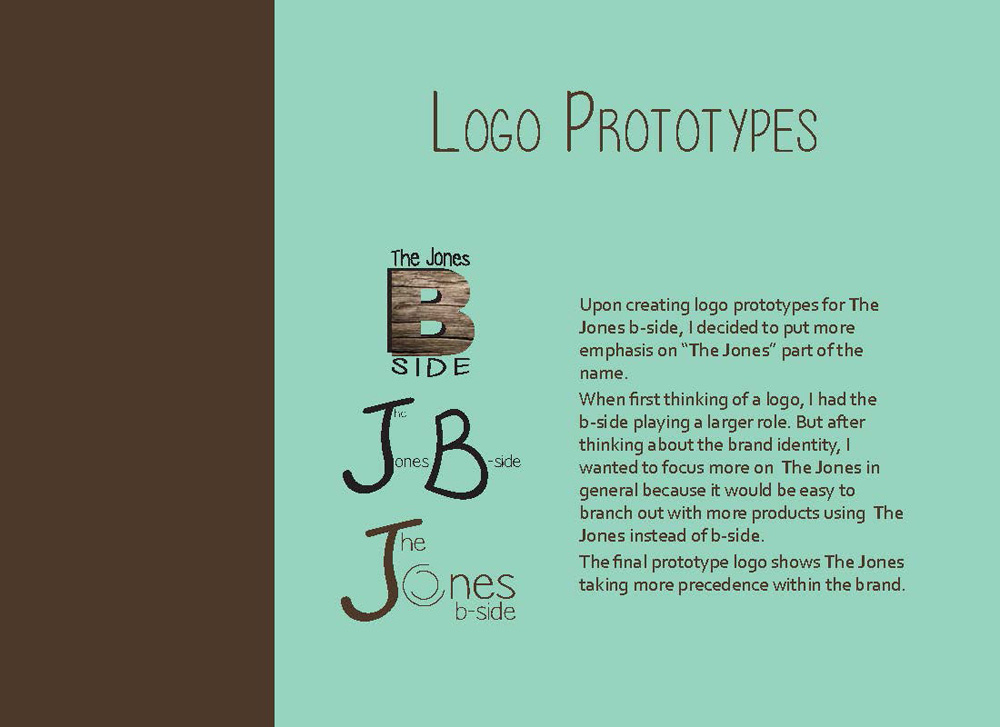 Logo Prototypes
The Jones
B
SIDE
The
Jones B-side
The
Jones
b-side
Upon creating logo prototypes for The
Jones b-side, I decided to put more
emphasis on “The Jones” part of the
name.
When first thinking of a logo, I had the
b-side playing a larger role. But after
thinking about the brand identity, I
wanted to focus more on  The Jones in
general because it would be easy to
branch out with more products using  The
Jones instead of b-side.
The final prototype logo shows The Jones
taking more precedence within the brand.